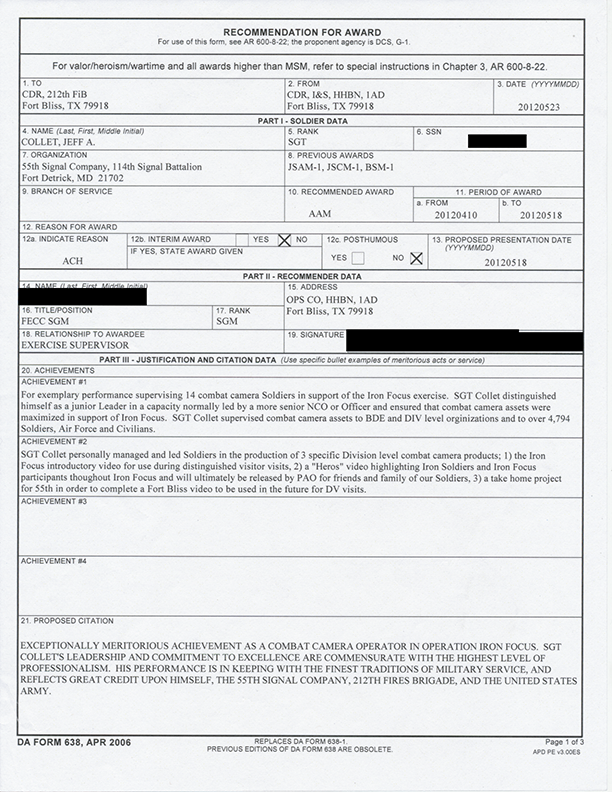 RECOMMENDATION FOR AWARD
For use of this form, see AR 600-8-22; the proponent agency is DCS, G-1.
For valor/heroism/wartime and all awards higher than MSM, refer to special instructions in Chapter 3, AR 600-8-22.
1. TO
CDR, 212th FiB
Fort Bliss, TX 79918
2. FROM
CDR, I&S, HHBN, 1AD
Fort Bliss, TX 79918
3. DATE (YYYYMMDD)
20120523
PART I - SOLDIER DATA
4. NAME (Last, First, Middle Initial)
COLLET, JEFF A.
5. RANK
SGT
6. SSN
7. ORGANIZATION
55th Signal Company, 114th Signal Battalion
Fort Detrick, MD 21702
8. PREVIOUS AWARDS
JSAM-1, JSCM-1, BSM-1
9. BRANCH OF SERVICE
10. RECOMMENDED AWARD
AAM
11. PERIOD OF AWARD
a. FROM
20120410
b. TO
20120518
12. REASON FOR AWARD
12a. INDICATE REASON
ACH
12b. INTERIM AWARD YES NO
IF YES, STATE AWARD GIVEN
12c. POSTHUMOUS
YES NO
13. PROPOSED PRESENTATION DATE
(YYYYMMDD)
20120518
PART II - RECOMMENDER DATA
14. NAME (Last, First, Middle Initial)
15. ADDRESS
OPS CO, HHBN, 1AD
Fort Bliss, TX 79918
16. TITLE/POSITION
FECC SGM
17. RANK
SGM
18. RELATIONSHIP TO AWARDEE
EXERCISE SUPERVISOR
19. SIGNATURE
PART III - JUSTIFICATION AND CITATION DATA (Use specific bullet examples of meritorious acts or service)
20. ACHIEVEMENTS
ACHIEVEMENT #1
For exemplary performance supervising 14 combat camera Soldiers in support of the Iron Focus exercise. SGT Collet distinguished
himself as a junior Leader in a capacity normally led by a more senior NCO or Officer and ensured that combat camera assets were
maximized in support of Iron Focus. SGT Collet supervised combat camera assets to BDE and DIV level orginizations and to over 4,794
Soldiers, Air Force and Civilians.
ACHIEVEMENT #2
SGT Collet personally managed and led Soldiers in the production of 3 specific Division level combat camera products; 1) the Iron
Focus introductory video for use during distinguished visitor visits, 2) a "Heros" video highlighting Iron Soldiers and Iron Focus
participants thoughout Iron Focus and will ultimately be released by PAO for friends and family of our Soldiers, 3) a take home project
for 55th in order to complete a Fort Bliss video to be used in the future for DV visits.
ACHIEVEMENT #3
ACHIEVEMENT #4
21. PROPOSED CITATION
EXCEPTIONALLY MERITORIOUS ACHIEVEMENT AS A COMBAT CAMERA OPERATOR IN OPERATION IRON FOCUS. SGT
COLLET'S LEADERSHIP AND COMMITMENT TO EXCELLENCE ARE COMMENSURATE WITH THE HIGHEST LEVEL OF
PROFESSIONALISM. HIS PERFORMANCE IS IN KEEPING WITH THE FINEST TRADITIONS OF MILITARY SERVICE, AND
REFLECTS GREAT CREDIT UPON HIMSELF, THE 55TH SIGNAL COMPANY, 212TH FIRES BRIGADE, AND THE UNITED STATES
ARMY.
DA FORM 638, APR 2006
REPLACES DA FORM 638-1.
PREVIOUS EDITIONS OF DA FORM 638 ARE OBSOLETE.
Page 1 of 3
APD PE v3.00ES